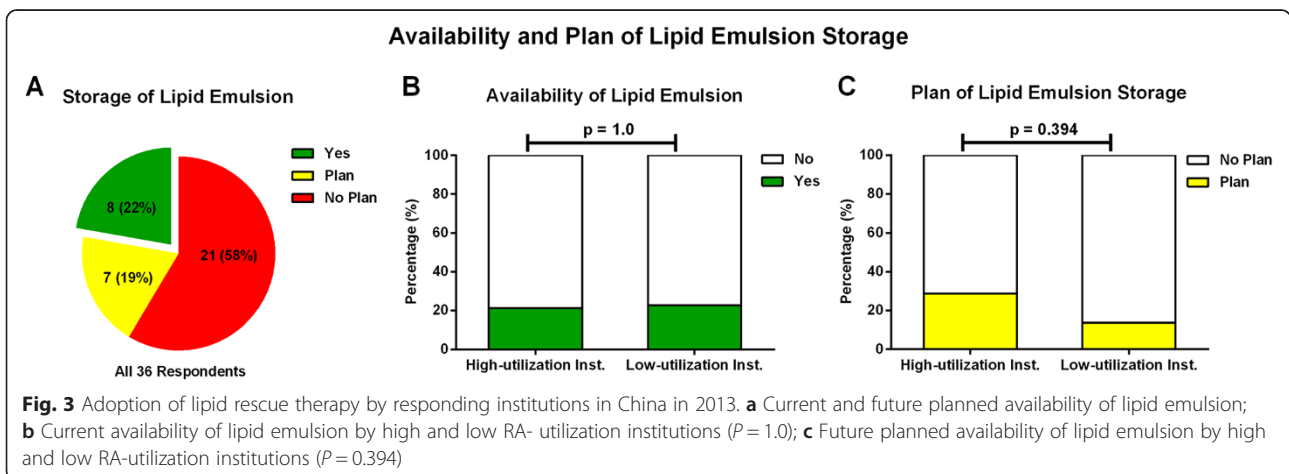 Availability and Plan of Lipid Emulsion Storage
A
Storage of Lipid Emulsion
Yes
Plan
No Plan
8 (22%)
7 (19%)
21 (58%)
All 36 Respondents
B
Availability of Lipid Emulsion
p = 1.0
Percentage (%)
100
80
60
40
20
0
High-utilization Inst.
Low-utilization Inst.
No
Yes
C
Plan of Lipid Emulsion Storage
p = 0.394
Percentage (%)
100
80
60
40
20
0
High-utilization Inst.
Low-utilization Inst.
No Plan
Plan
Fig. 3 Adoption of lipid rescue therapy by responding institutions in China in 2013. a Current and future planned availability of lipid emulsion;
b Current availability of lipid emulsion by high and low RA- utilization institutions (P = 1.0); c Future planned availability of lipid emulsion by high
and low RA-utilization institutions (P = 0.394)